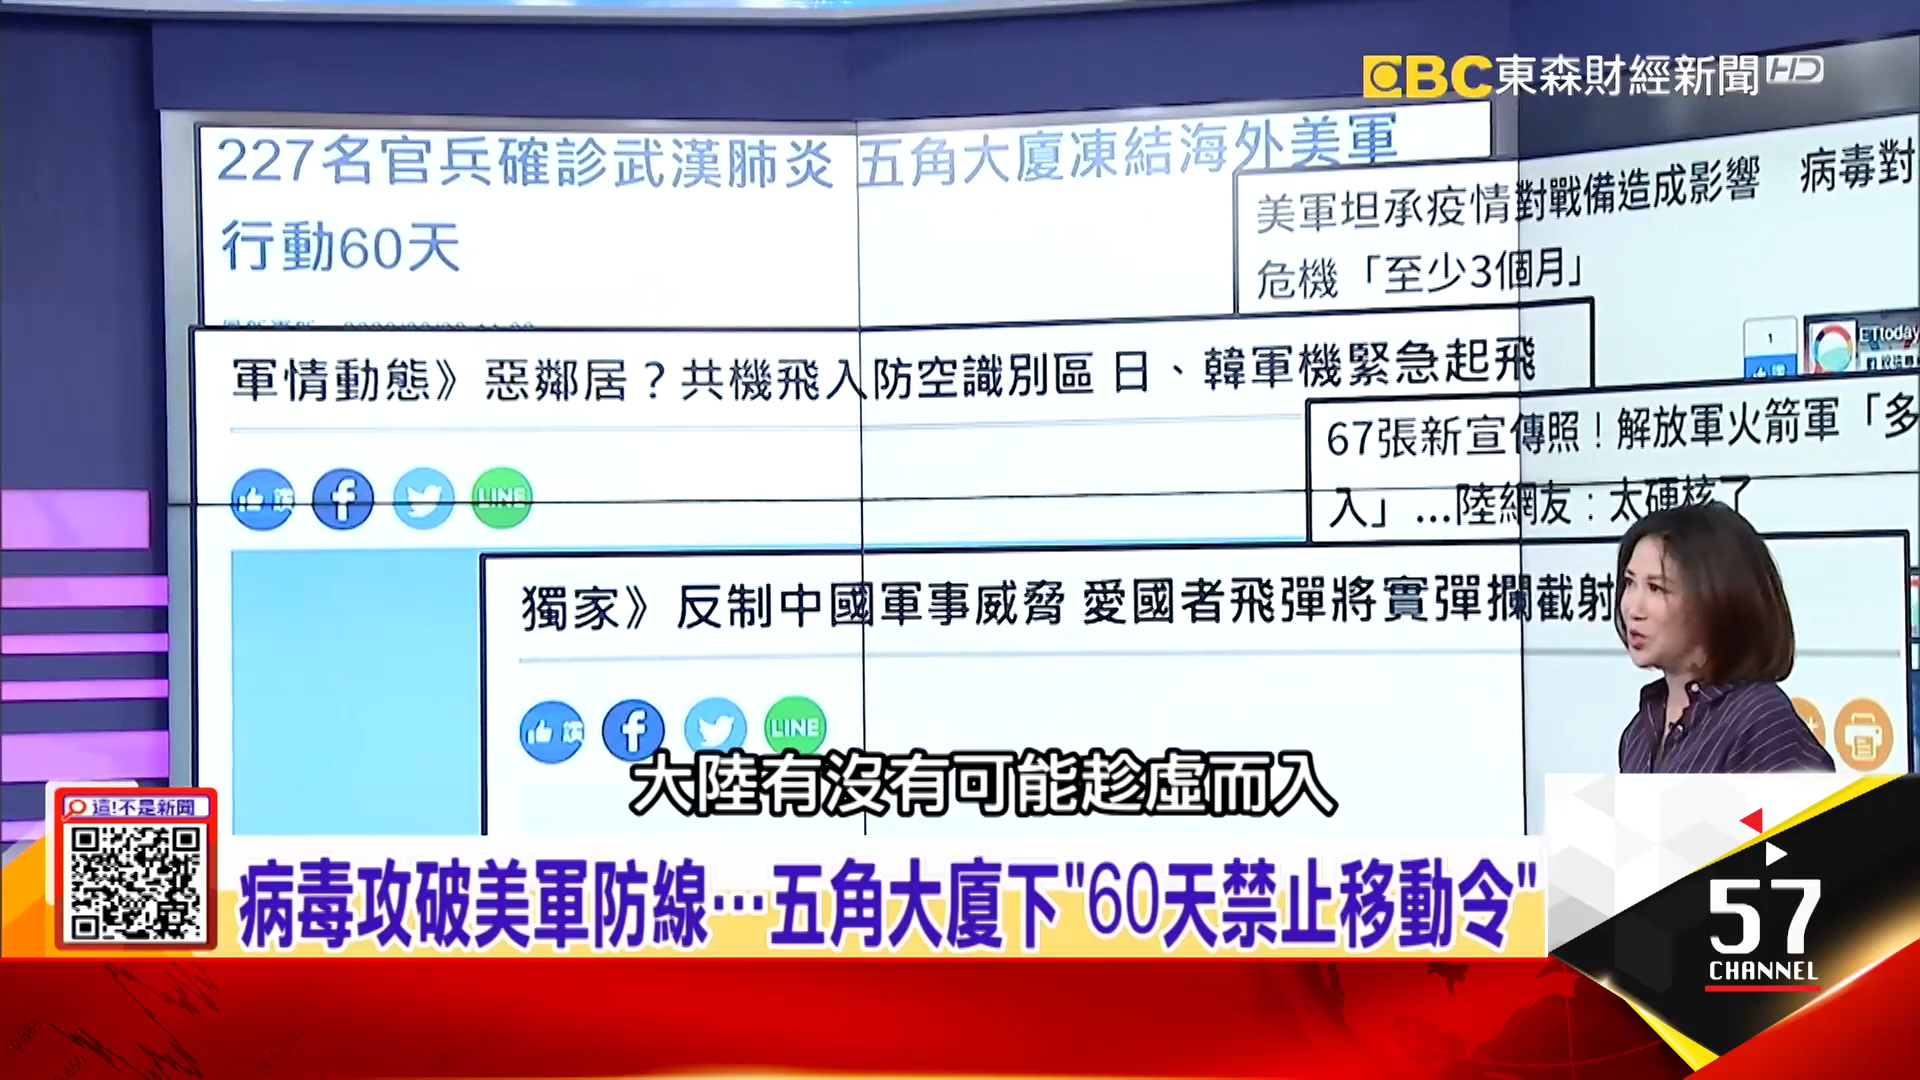 EBC東森財經新聞HD
227名官兵確診武漢肺炎 五角大廈凍結海外美軍
行動60天
美軍坦承疫情對戰備造成影響 病毒對
危機「至少3個月」
1
ETtoday
軍情動態》惡鄰居？共機飛入防空識別區 日、韓軍機緊急起飛
67張新宣傳照！解放軍火箭軍「多
入」...陸網友：太硬核了
讚
LINE
獨家》反制中國軍事威脅 愛國者飛彈將實彈攔截射
讚
LINE
大陸有沒有可能趁虛而入
這!不是新聞
病毒攻破美軍防線…五角大廈下"60天禁止移動令"
57
CHANNEL